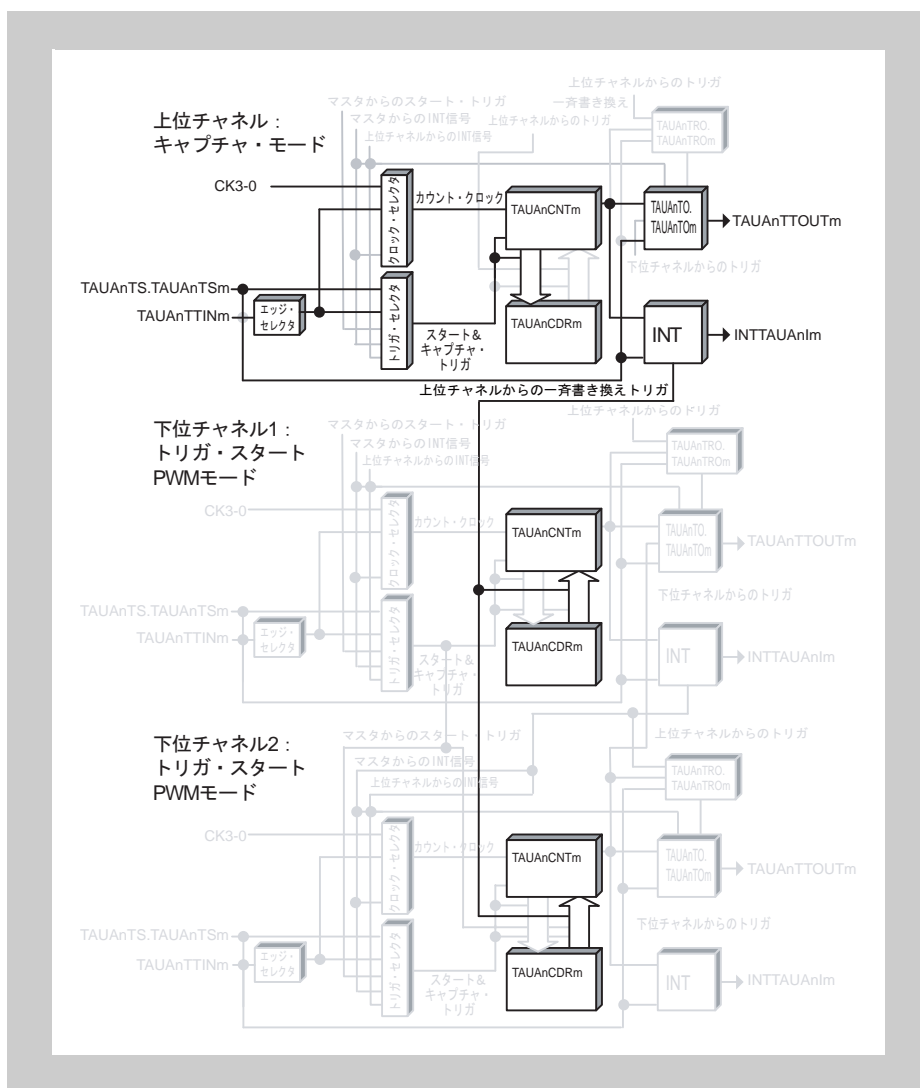 上位チャネルからのトリガ
マスタからのスタート・トリガ
一斉書き換え
上位チャネル：
キャプチャ・モード
マスタからのINT信号
上位チャネルからのトリガ
上位チャネルからのINT信号
TAUAnTRO.
TAUAnTROm
CK3-0
クロック・セレクタ
カウント・クロック
TAUAnCNTm
TAUAnTO.
TAUAnTOm
TAUAnTTOUTm
下位チャネルからのトリガ
TAUAnTS.TAUAnTSm
TAUAnTTINm
エッジ・
セレクタ
トリガ・セレクタ
スタート&
キャプチャ・
トリガ
TAUAnCDRm
INT
INTTAUAnIm
上位チャネルからの一斉書き換えトリガ
下位チャネル1：
トリガ・スタート
PWMモード
マスタからのスタート・トリガ
マスタからのINT信号
上位チャネルからのINT信号
上位チャネルからのトリガ
TAUAnTRO.
TAUAnTROm
CK3-0
クロック・セレクタ
カウント・クロック
TAUAnCNTm
TAUAnTO.
TAUAnTOm
TAUAnTTOUTm
下位チャネルからのトリガ
TAUAnTS.TAUAnTSm
TAUAnTTINm
エッジ・
セレクタ
トリガ・セレクタ
スタート&
キャプチャ・
トリガ
TAUAnCDRm
INT
INTTAUAnIm
下位チャネル2：
トリガ・スタート
PWMモード
マスタからのスタート・トリガ
マスタからのINT信号
上位チャネルからのINT信号
上位チャネルからのトリガ
TAUAnTRO.
TAUAnTROm
CK3-0
クロック・セレクタ
カウント・クロック
TAUAnCNTm
TAUAnTO.
TAUAnTOm
TAUAnTTOUTm
下位チャネルからのトリガ
TAUAnTS.TAUAnTSm
TAUAnTTINm
エッジ・
セレクタ
トリガ・セレクタ
スタート&
キャプチャ・
トリガ
TAUAnCDRm
INT
INTTAUAnIm